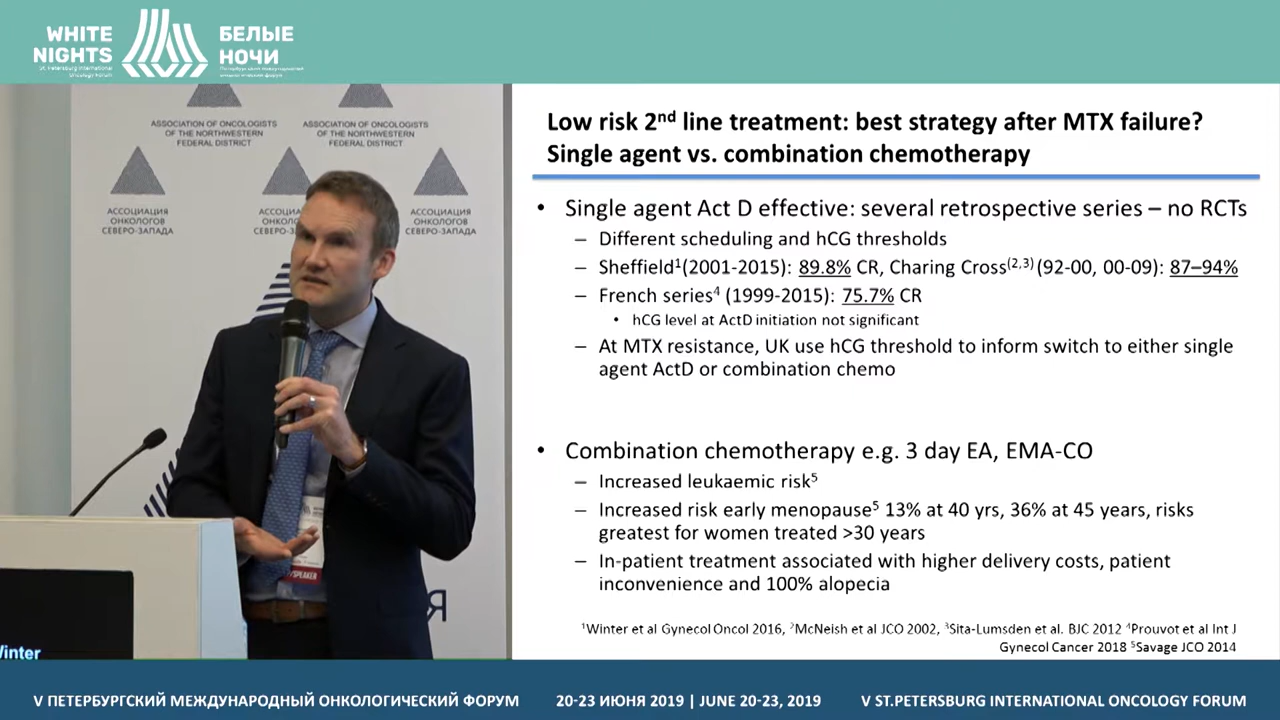 WHITE
NIGHTS
БЕЛЫЕ
НОЧИ
ASSOCIATION OF ONCOLOGISTS
OF THE NORTHWESTERN
FEDERAL DISTRICT
ASSOCIATION OF ONCOLOGISTS
OF THE NORTHWESTERN
FEDERAL DISTRICT
АССОЦИАЦИЯ
ОНКОЛОГОВ
СЕВЕРО-ЗАПАДА
АССОЦИАЦИЯ
ОНКОЛОГОВ
СЕВЕРО-ЗАПАДА
SPEAKER
Я
Winter
Low risk 2nd line treatment: best strategy after MTX failure?
Single agent vs. combination chemotherapy
• Single agent Act D effective: several retrospective series – no RCTs
– Different scheduling and hCG thresholds
– Sheffield1(2001-2015): 89.8% CR, Charing Cross(2,3) (92-00, 00-09): 87–94%
– French series4 (1999-2015): 75.7% CR
• hCG level at ActD initiation not significant
– At MTX resistance, UK use hCG threshold to inform switch to either single
agent ActD or combination chemo
• Combination chemotherapy e.g. 3 day EA, EMA-CO
– Increased leukaemic risk5
– Increased risk early menopause5 13% at 40 yrs, 36% at 45 years, risks
greatest for women treated >30 years
– In-patient treatment associated with higher delivery costs, patient
inconvenience and 100% alopecia
1Winter et al Gynecol Oncol 2016, 2McNeish et al JCO 2002, 3Sita-Lumsden et al. BJC 2012 4Prouvot et al Int J
Gynecol Cancer 2018 5Savage JCO 2014
V ПЕТЕРБУРГСКИЙ МЕЖДУНАРОДНЫЙ ОНКОЛОГИЧЕСКИЙ ФОРУМ
20-23 ИЮНЯ 2019 | JUNE 20-23, 2019
V ST.PETERSBURG INTERNATIONAL ONCOLOGY FORUM